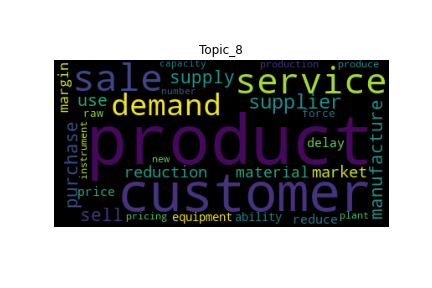 Topic_8
capacity production produce
sale service
supply
number
margin
use demand supplier
raw force
product
delay
purchase
instrument
new
manufacture
reduction material market
price customer
sell pricing equipment ability reduce plant